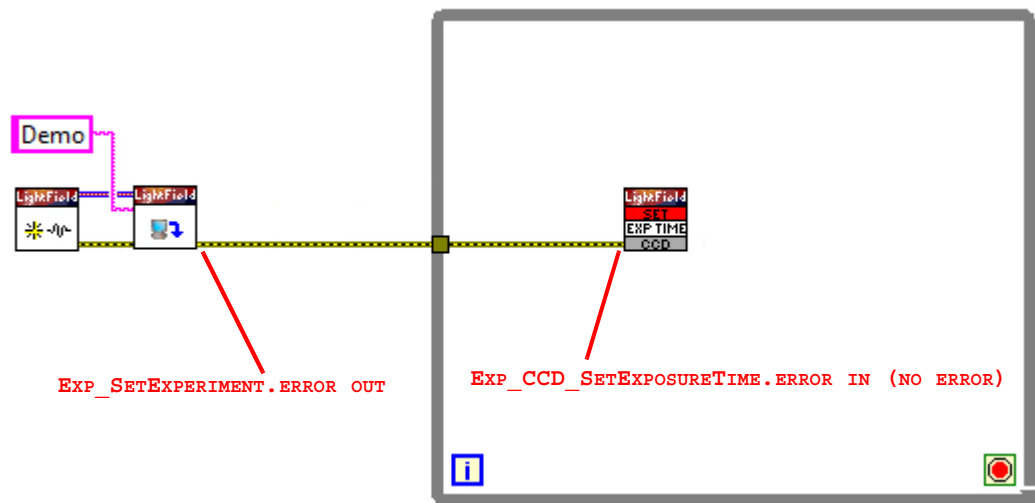 Demo
LightField
LightField
LightField
SET
EXP TIME
CCD
EXP_SETEXPERIMENT.ERROR OUT
EXP_CCD_SETEXPOSURETIME.ERROR IN (NO ERROR)
i